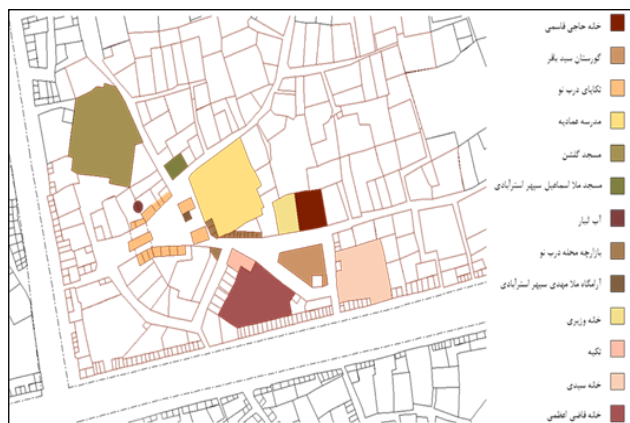 خانه حاجی قاسمی
گورستان سید باقر
تکایای درب نو
مدرسه عمادیه
مسجد گلشن
مسجد ملا اسماعیل سپهر استرآبادی
آب انبار
بازارچه محله درب نو
آرامگاه ملا مهدی سپهر استرآبادی
خانه وزیری
تکیه
خانه سیدی
خانه قاضی اعظمی